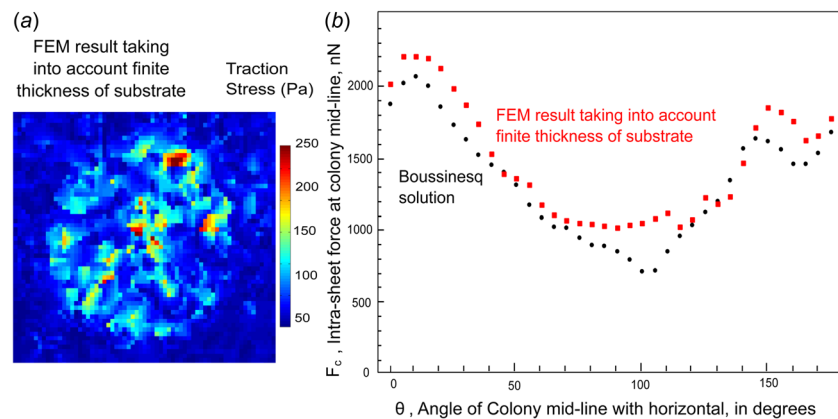 (a)
FEM result taking
into account finite
thickness of substrate
Traction
Stress (Pa)
250
200
150
100
50
(b)
F_c , Intra-sheet force at colony mid-line, nN
2000
1500
1000
500
0
FEM result taking into account
finite thickness of substrate
Boussinesq
solution
0
50
100
150
θ , Angle of Colony mid-line with horizontal, in degrees